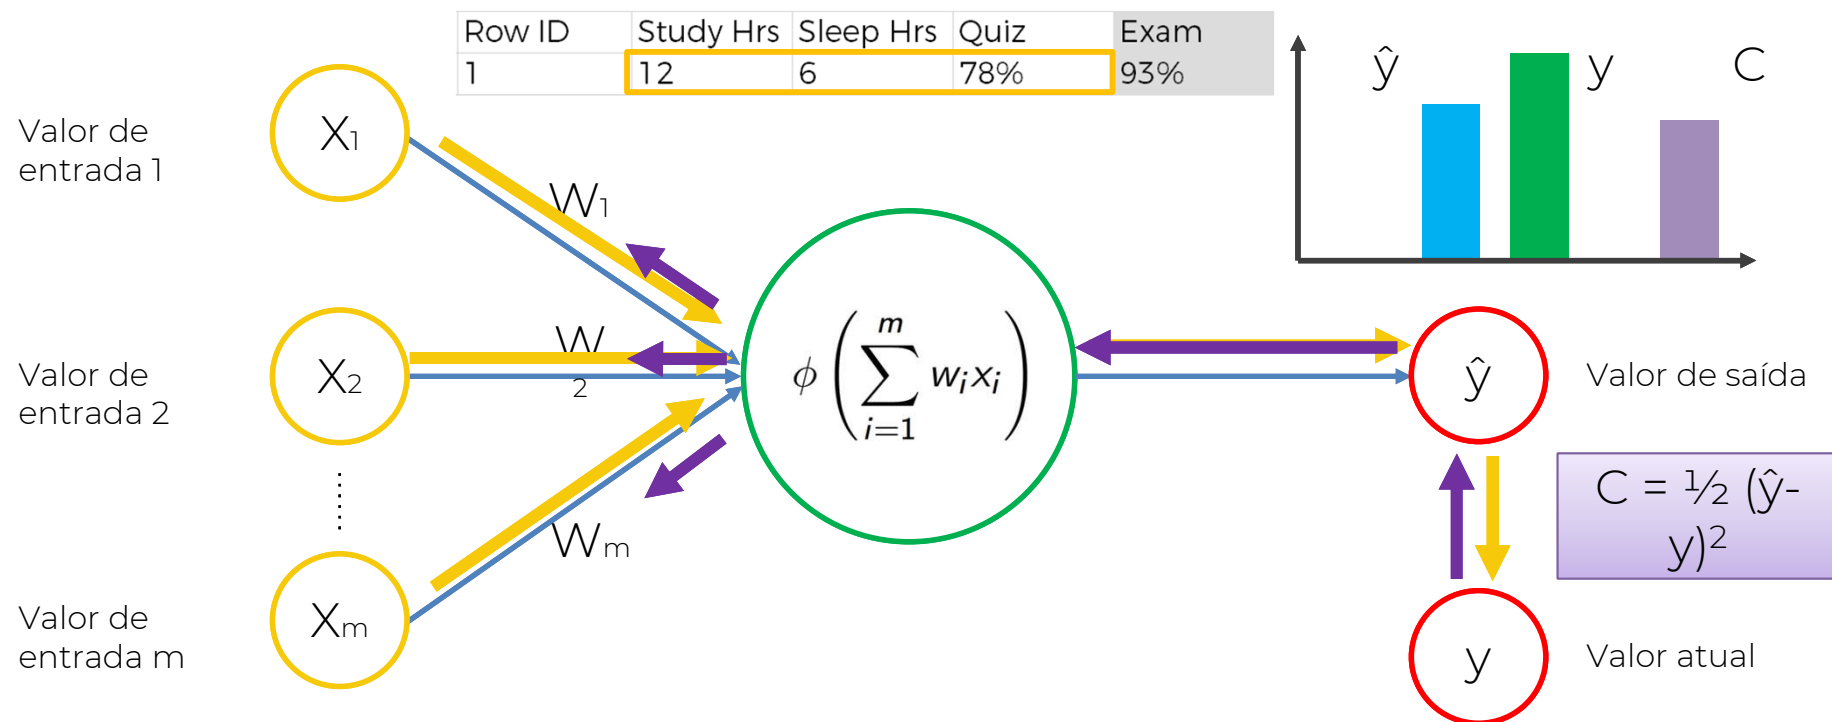 Row ID Study Hrs Sleep Hrs Quiz Exam
1 12 6 78% 93%
ŷ y C
Valor de
entrada 1
X1
W1
Valor de
entrada 2
X2
W
2
ϕ(∑_{i=1}^{m} w_i x_i)
ŷ
Valor de saída
C = ½ (ŷ-
y)²
Valor de
entrada m
Xm
Wm
y
Valor atual